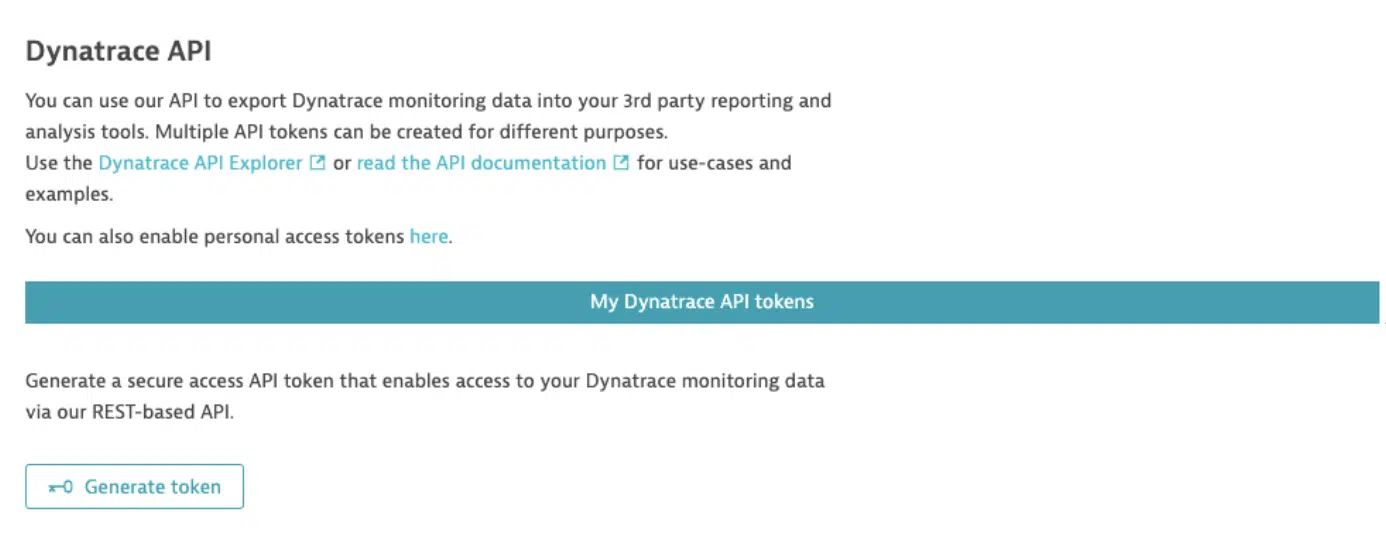 Dynatrace API
You can use our API to export Dynatrace monitoring data into your 3rd party reporting and
analysis tools. Multiple API tokens can be created for different purposes.
Use the Dynatrace API Explorer or read the API documentation for use-cases and
examples.
You can also enable personal access tokens here.
My Dynatrace API tokens
Generate a secure access API token that enables access to your Dynatrace monitoring data
via our REST-based API.
Generate token